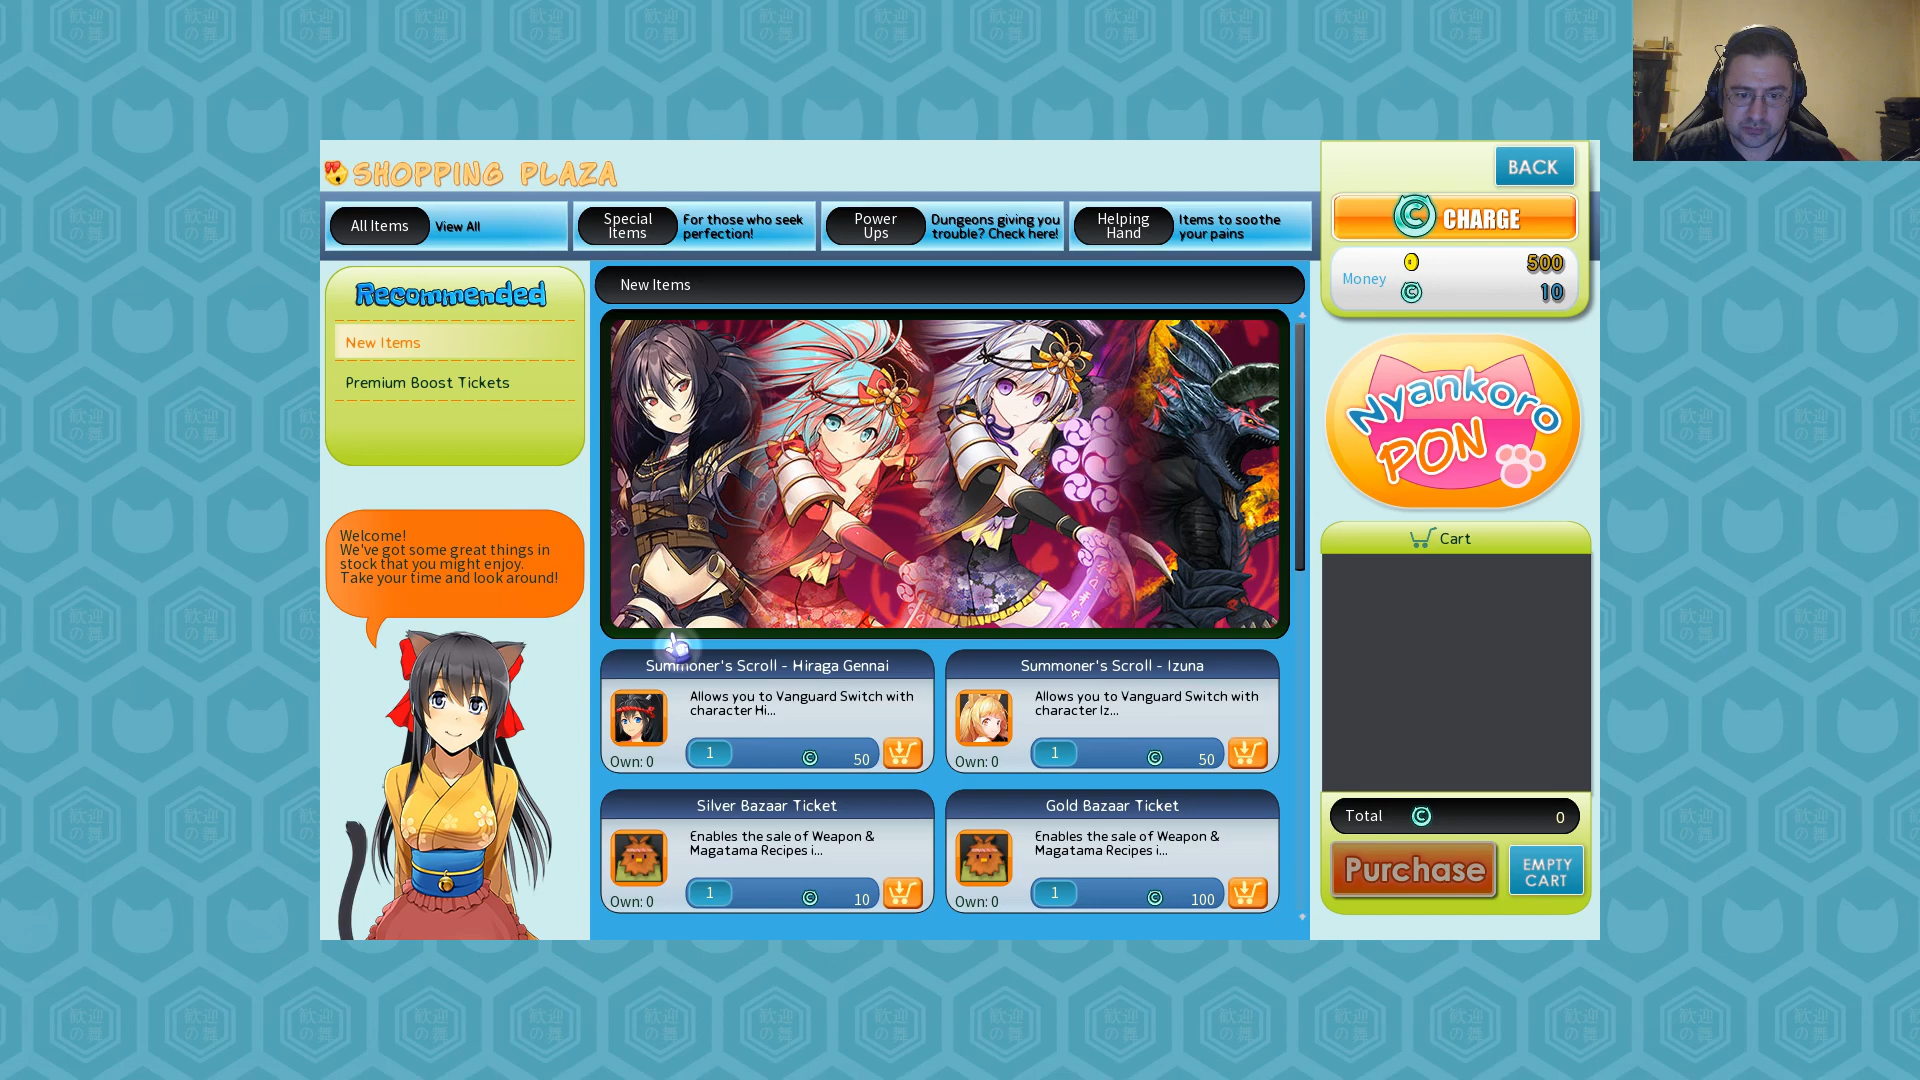 SHOPPING PLAZA
BACK
CHARGE
Money
500
10
All Items
View All
Special
Items
For those who seek
perfection!
Power
Ups
Dungeons giving you
trouble? Check here!
Helping
Hand
Items to soothe
your pains
Recommended
New Items
Premium Boost Tickets
New Items
Nyankoro
PON
Welcome!
We've got some great things in
stock that you might enjoy.
Take your time and look around!
Summoner's Scroll - Hiraga Gennai
Allows you to Vanguard Switch with
character Hi...
Own: 0
1
50
Summoner's Scroll - Izuna
Allows you to Vanguard Switch with
character Iz...
Own: 0
1
50
Silver Bazaar Ticket
Enables the sale of Weapon &
Magatama Recipes i...
Own: 0
1
10
Gold Bazaar Ticket
Enables the sale of Weapon &
Magatama Recipes i...
Own: 0
1
100
Cart
Total
0
Purchase
EMPTY
CART
歓迎
の舞